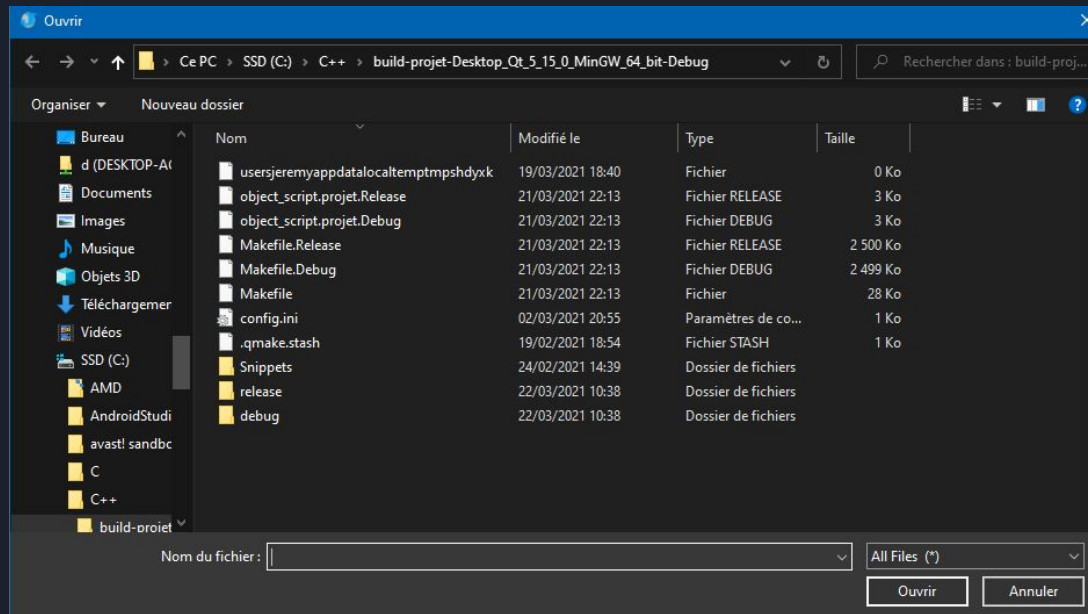 Ouvrir
Ce PC > SSD (C:) > C++ > build-projet-Desktop_Qt_5_15_0_MinGW_64_bit-Debug
Rechercher dans : build-proj...
Organiser Nouveau dossier
Nom Modifié le Type Taille
Bureau
d (DESKTOP-A
Documents
Images
Musique
Objets 3D
Téléchargemer
Vidéos
SSD (C:)
AMD
AndroidStudi
avast! sandbc
C
C++
build-projet
usersjeremyappdatalocaltemptmpshdyxk 19/03/2021 18:40 Fichier 0 Ko
object_script.projet.Release 21/03/2021 22:13 Fichier RELEASE 3 Ko
object_script.projet.Debug 21/03/2021 22:13 Fichier DEBUG 3 Ko
Makefile.Release 21/03/2021 22:13 Fichier RELEASE 2 500 Ko
Makefile.Debug 21/03/2021 22:13 Fichier DEBUG 2 499 Ko
Makefile 21/03/2021 22:13 Fichier 28 Ko
config.ini 02/03/2021 20:55 Paramètres de co... 1 Ko
.qmake.stash 19/02/2021 18:54 Fichier STASH 1 Ko
Snippets 24/02/2021 14:39 Dossier de fichiers
release 22/03/2021 10:38 Dossier de fichiers
debug 22/03/2021 10:38 Dossier de fichiers
Nom du fichier :
All Files (*)
Ouvrir Annuler